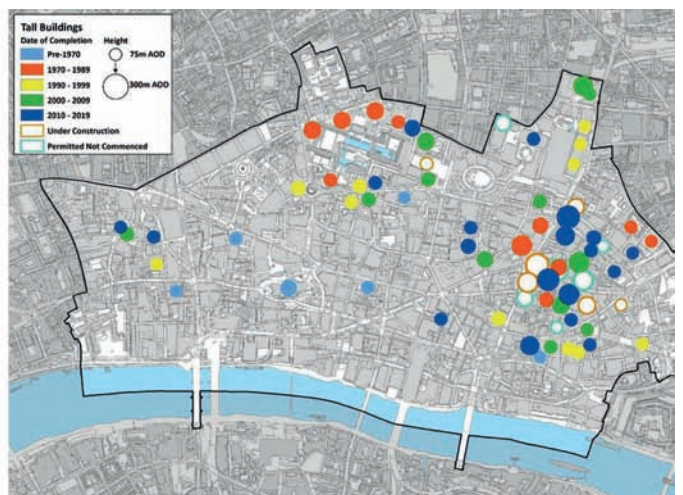 Tall Buildings
Date of Completion
Height
Pre-1970
75m AOD
1970 - 1989
1990 - 1999
300m AOD
2000 - 2009
2010 - 2019
Under Construction
Permitted Not Commenced